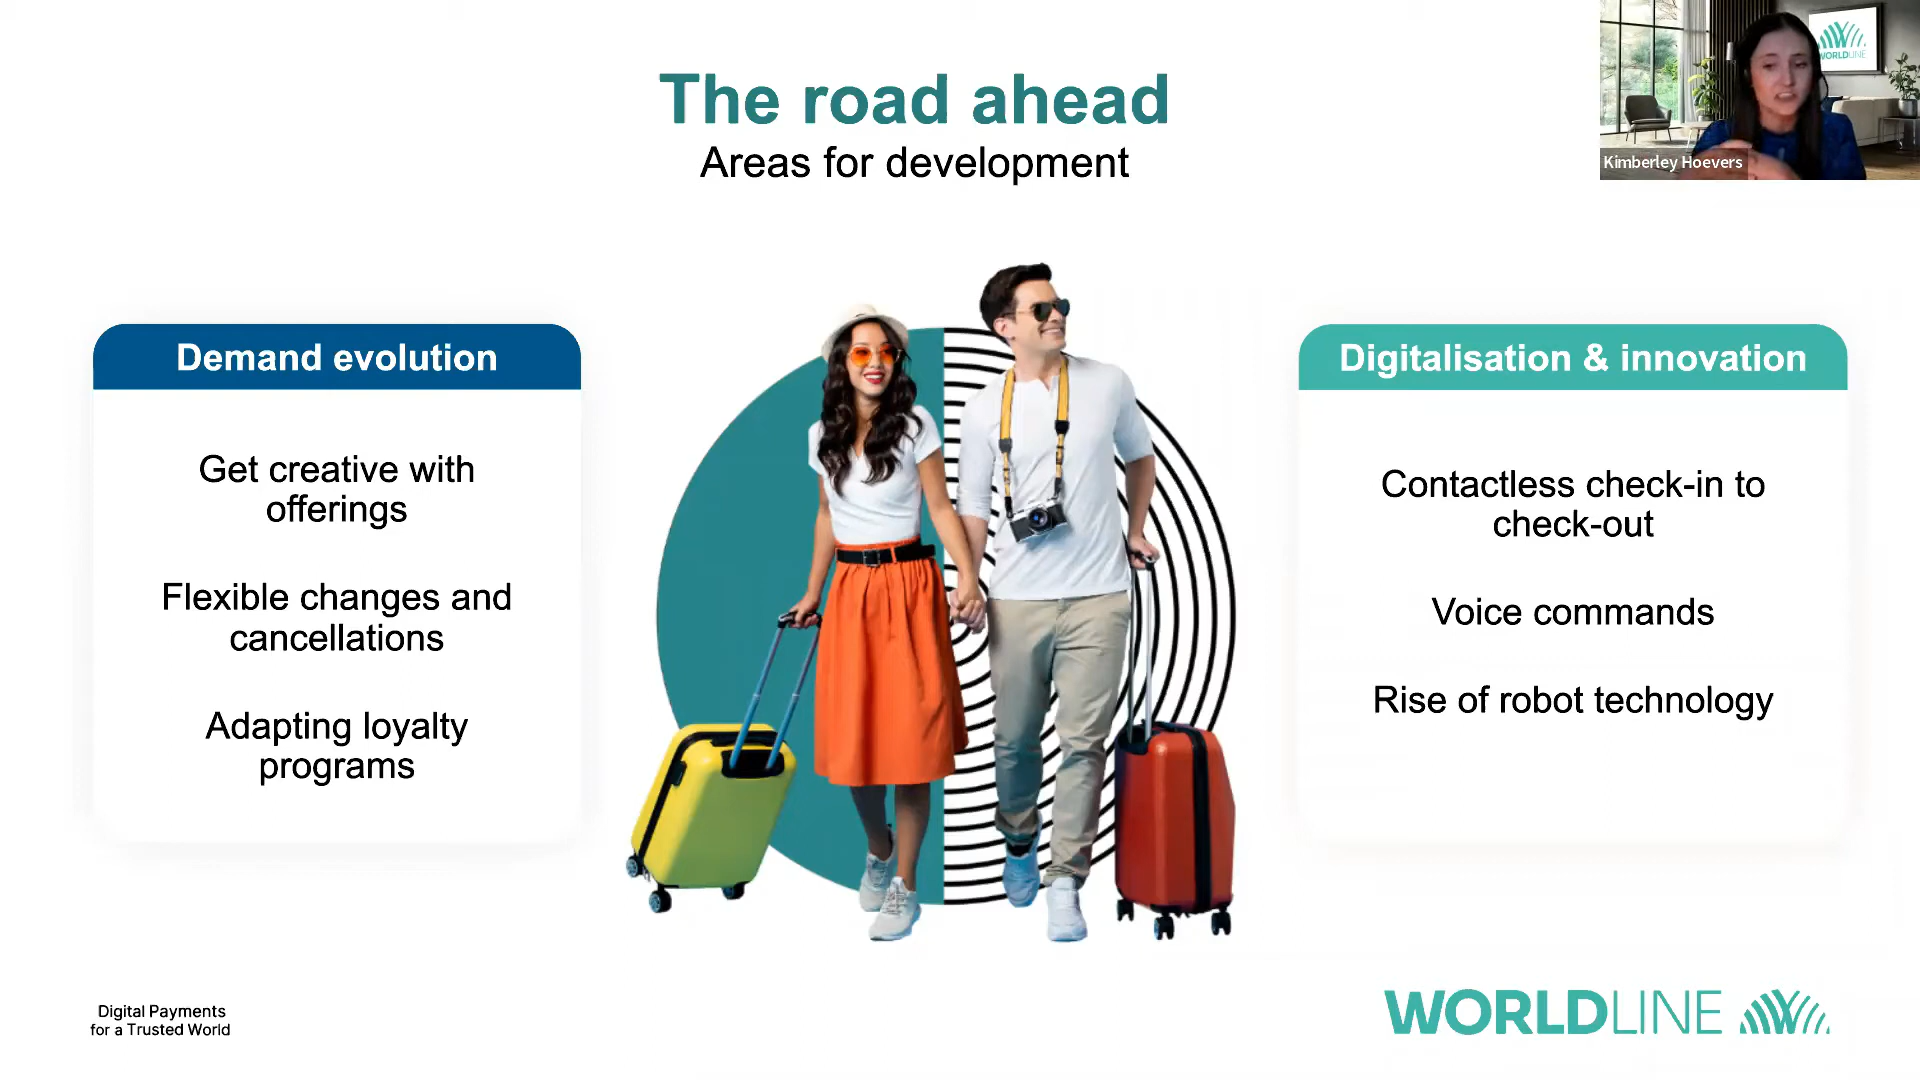 The road ahead
Areas for development
WORLDLINE
Kimberley Hoevers
Demand evolution
Get creative with
offerings
Flexible changes and
cancellations
Adapting loyalty
programs
Digitalisation & innovation
Contactless check-in to
check-out
Voice commands
Rise of robot technology
Digital Payments
for a Trusted World
WORLDLINE